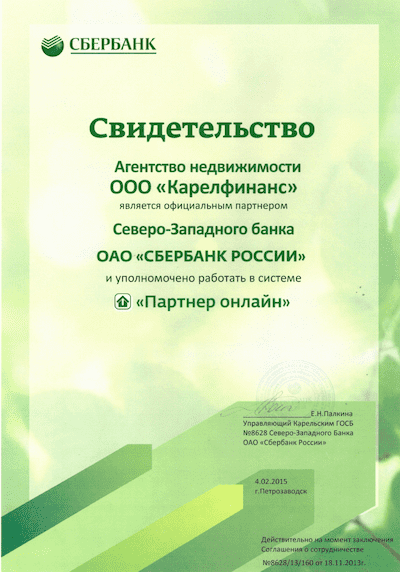 СБЕРБАНК
Свидетельство
Агентство недвижимости
ООО «Карелфинанс»
является официальным партнером
Северо-Западного банка
ОАО «СБЕРБАНК РОССИИ»
и уполномочено работать в системе
«Партнер онлайн»
Е.Н.Палкина
Управляющий Карельским ГОСБ
№8628 Северо-Западного Банка
ОАО «Сбербанк России»
4.02.2015
г.Петрозаводск
Действительно на момент заключения
Соглашения о сотрудничестве
№8628/13/160 от 18.11.2013г.